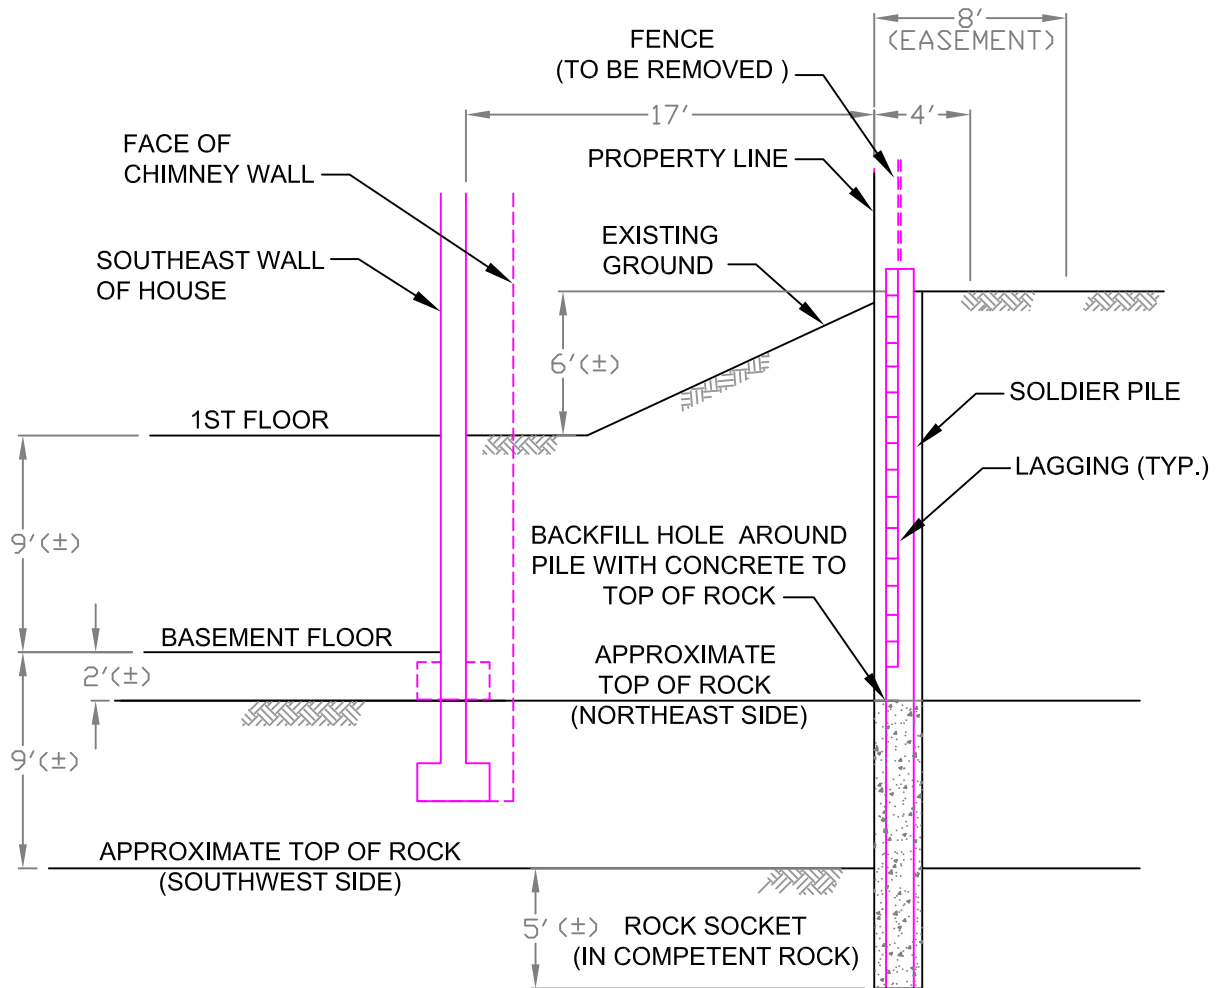 8'
(EASEMENT)
FENCE
(TO BE REMOVED )
17'
4'
FACE OF
CHIMNEY WALL
PROPERTY LINE
EXISTING
GROUND
SOUTHEAST WALL
OF HOUSE
6'(±)
SOLDIER PILE
1ST FLOOR
LAGGING (TYP.)
9'(±)
BACKFILL HOLE AROUND
PILE WITH CONCRETE TO
TOP OF ROCK
BASEMENT FLOOR
2'(±)
APPROXIMATE
TOP OF ROCK
(NORTHEAST SIDE)
9'(±)
APPROXIMATE TOP OF ROCK
(SOUTHWEST SIDE)
5' (±)
ROCK SOCKET
(IN COMPETENT ROCK)